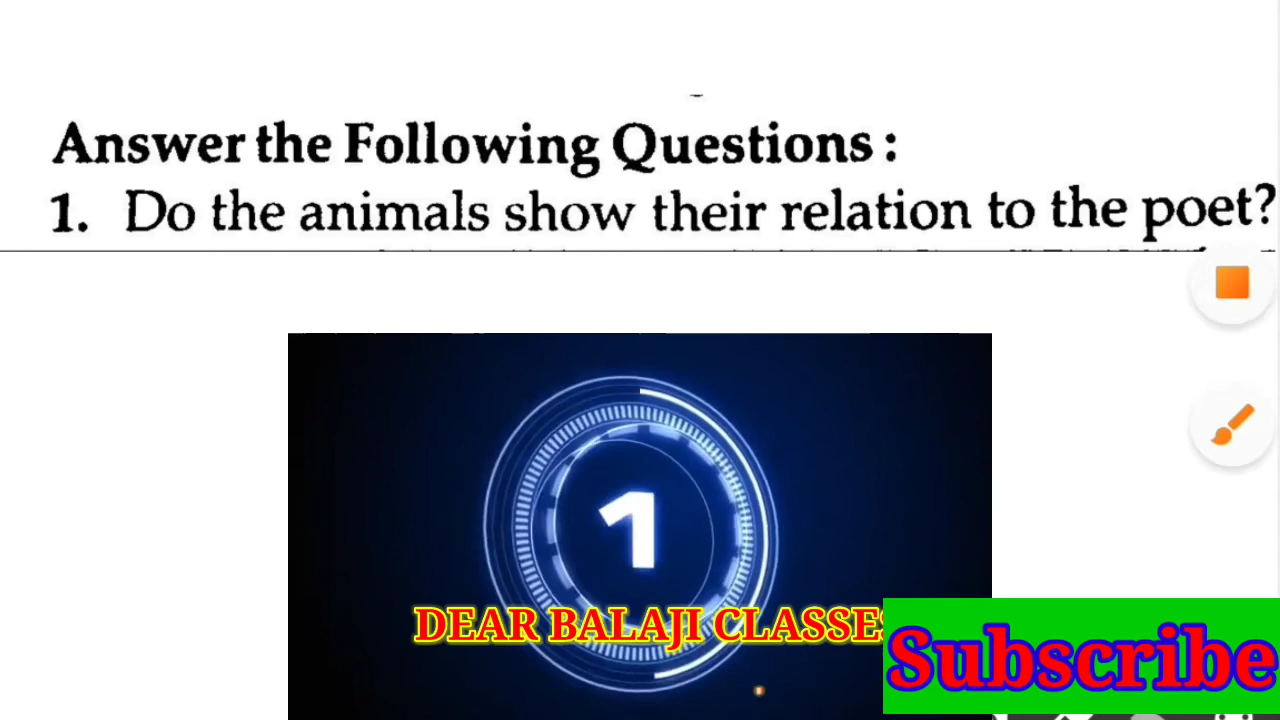 Answer the Following Questions :
1. Do the animals show their relation to the poet?
1
DEAR BALAJI CLASSES
Subscribe